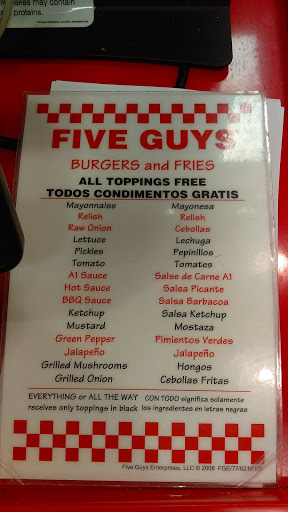 makes may contain
proteins.
FIVE GUYS
BURGERS and FRIES
ALL TOPPINGS FREE
TODOS CONDIMENTOS GRATIS
Mayonnaise Mayonesa
Relish Relish
Raw Onion Cebollas
Lettuce Lechuga
Pickles Pepinillos
Tomato Tomates
A1 Sauce Salse de Carne A1
Hot Sauce Salsa Picante
BBQ Sauce Salsa Barbacoa
Ketchup Salsa Ketchup
Mustard Mostaza
Green Pepper Pimientos Verdes
Jalapeño Jalapeño
Grilled Mushrooms Hongos
Grilled Onion Cebollas Fritas
EVERYTHING or ALL THE WAY CON TODO significa solamente
receives only toppings in black los ingredientes en letras negras
Five Guys Enterprises, LLC © 2008